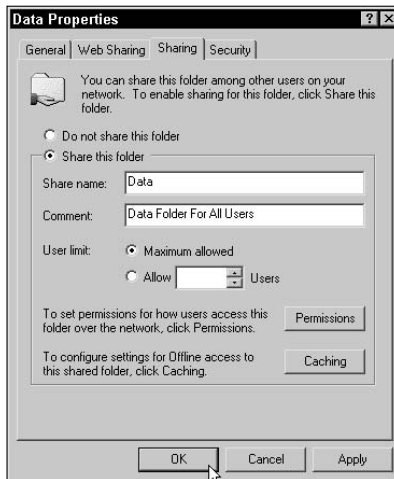 Data Properties
General Web Sharing Sharing Security
You can share this folder among other users on your
network. To enable sharing for this folder, click Share this
folder.
Do not share this folder
Share this folder
Share name: Data
Comment: Data Folder For All Users
User limit: Maximum allowed
Allow Users
To set permissions for how users access this
folder over the network, click Permissions.
Permissions
To configure settings for Offline access to
this shared folder, click Caching.
Caching
OK Cancel Apply